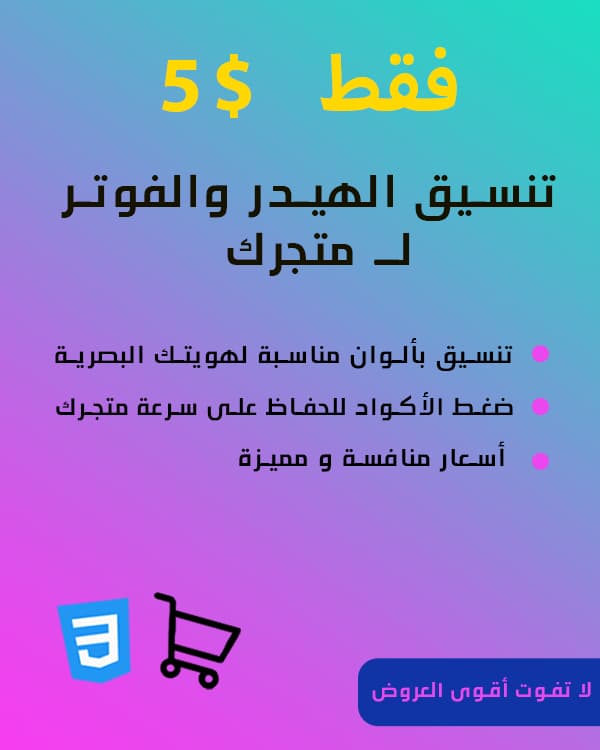 فقط $5
تنسيق الهيدر والفوتر
لـ متجرك
تنسيق بألوان مناسبة لهويتك البصرية
ضغط الأكواد للحفاظ على سرعة متجرك
أسعار منافسة و مميزة
لا تفوت أقوى العروض